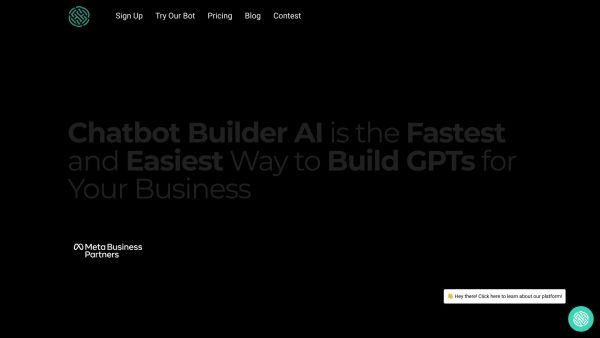 Sign Up Try Our Bot Pricing Blog Contest
Chatbot Builder AI is the Fastest
and Easiest Way to Build GPTs for
Your Business
Meta Business
Partners
👋 Hey there! Click here to learn about our platform!